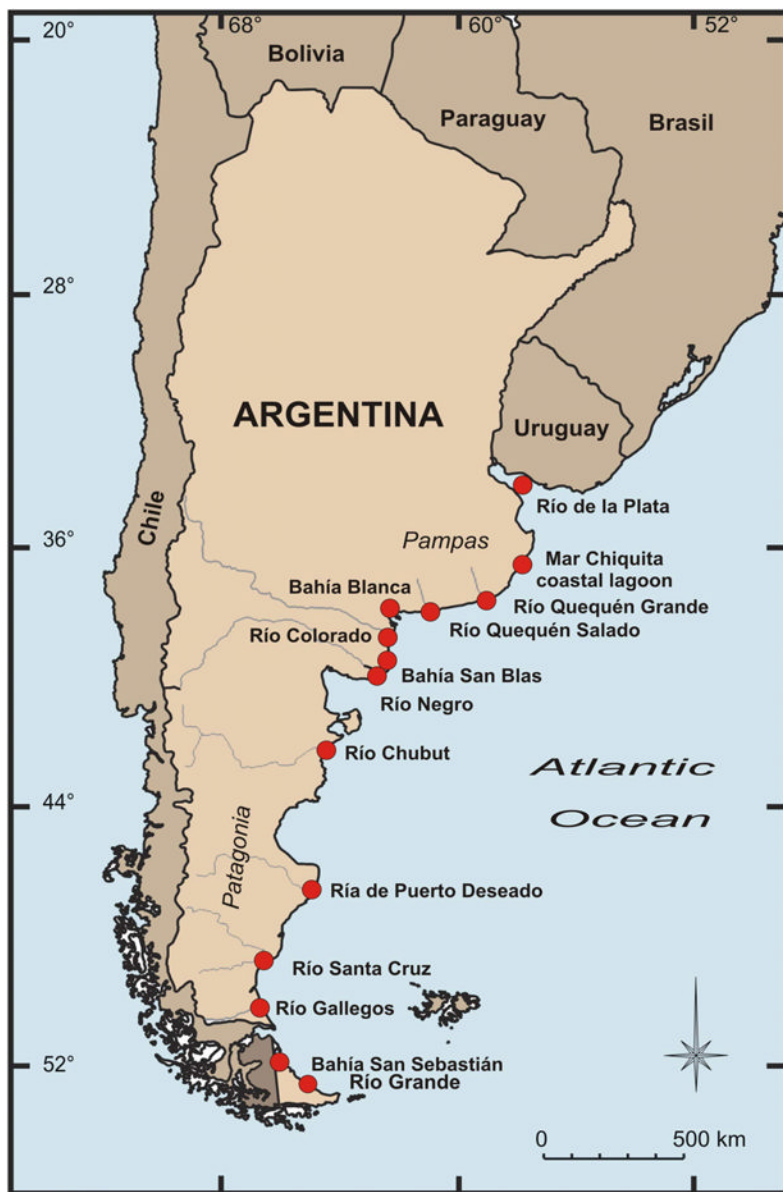 20°
68°
60°
52°
Bolivia
Paraguay
Brasil
28°
ARGENTINA
Uruguay
Chile
Río de la Plata
36°
Pampas
Mar Chiquita
coastal lagoon
Bahía Blanca
Río Quequén Grande
Río Quequén Salado
Río Colorado
Bahía San Blas
Río Negro
Río Chubut
Atlantic
Ocean
44°
Patagonia
Ría de Puerto Deseado
Río Santa Cruz
Río Gallegos
52°
Bahía San Sebastián
Río Grande
0 500 km